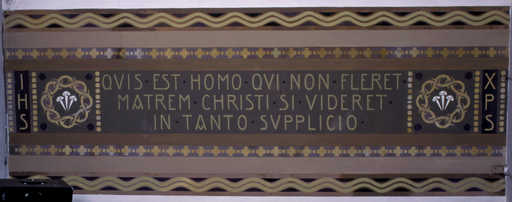 IHS
QVIS · EST · HOMO · QVI · NON · FLERET
MATREM · CHRISTI · SI · VIDERET ·
IN · TANTO · SVPPLICIO ·
XPS